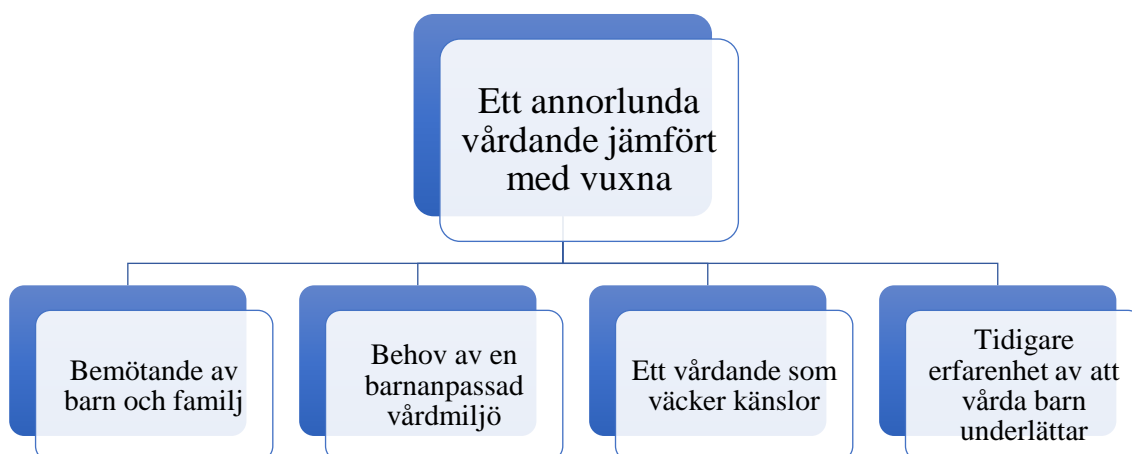 Ett annorlunda
vårdande jämfört
med vuxna
Bemötande av
barn och familj
Behov av en
barnanpassad
vårdmiljö
Ett vårdande som
väcker känslor
Tidigare
erfarenhet av att
vårda barn
underlättar